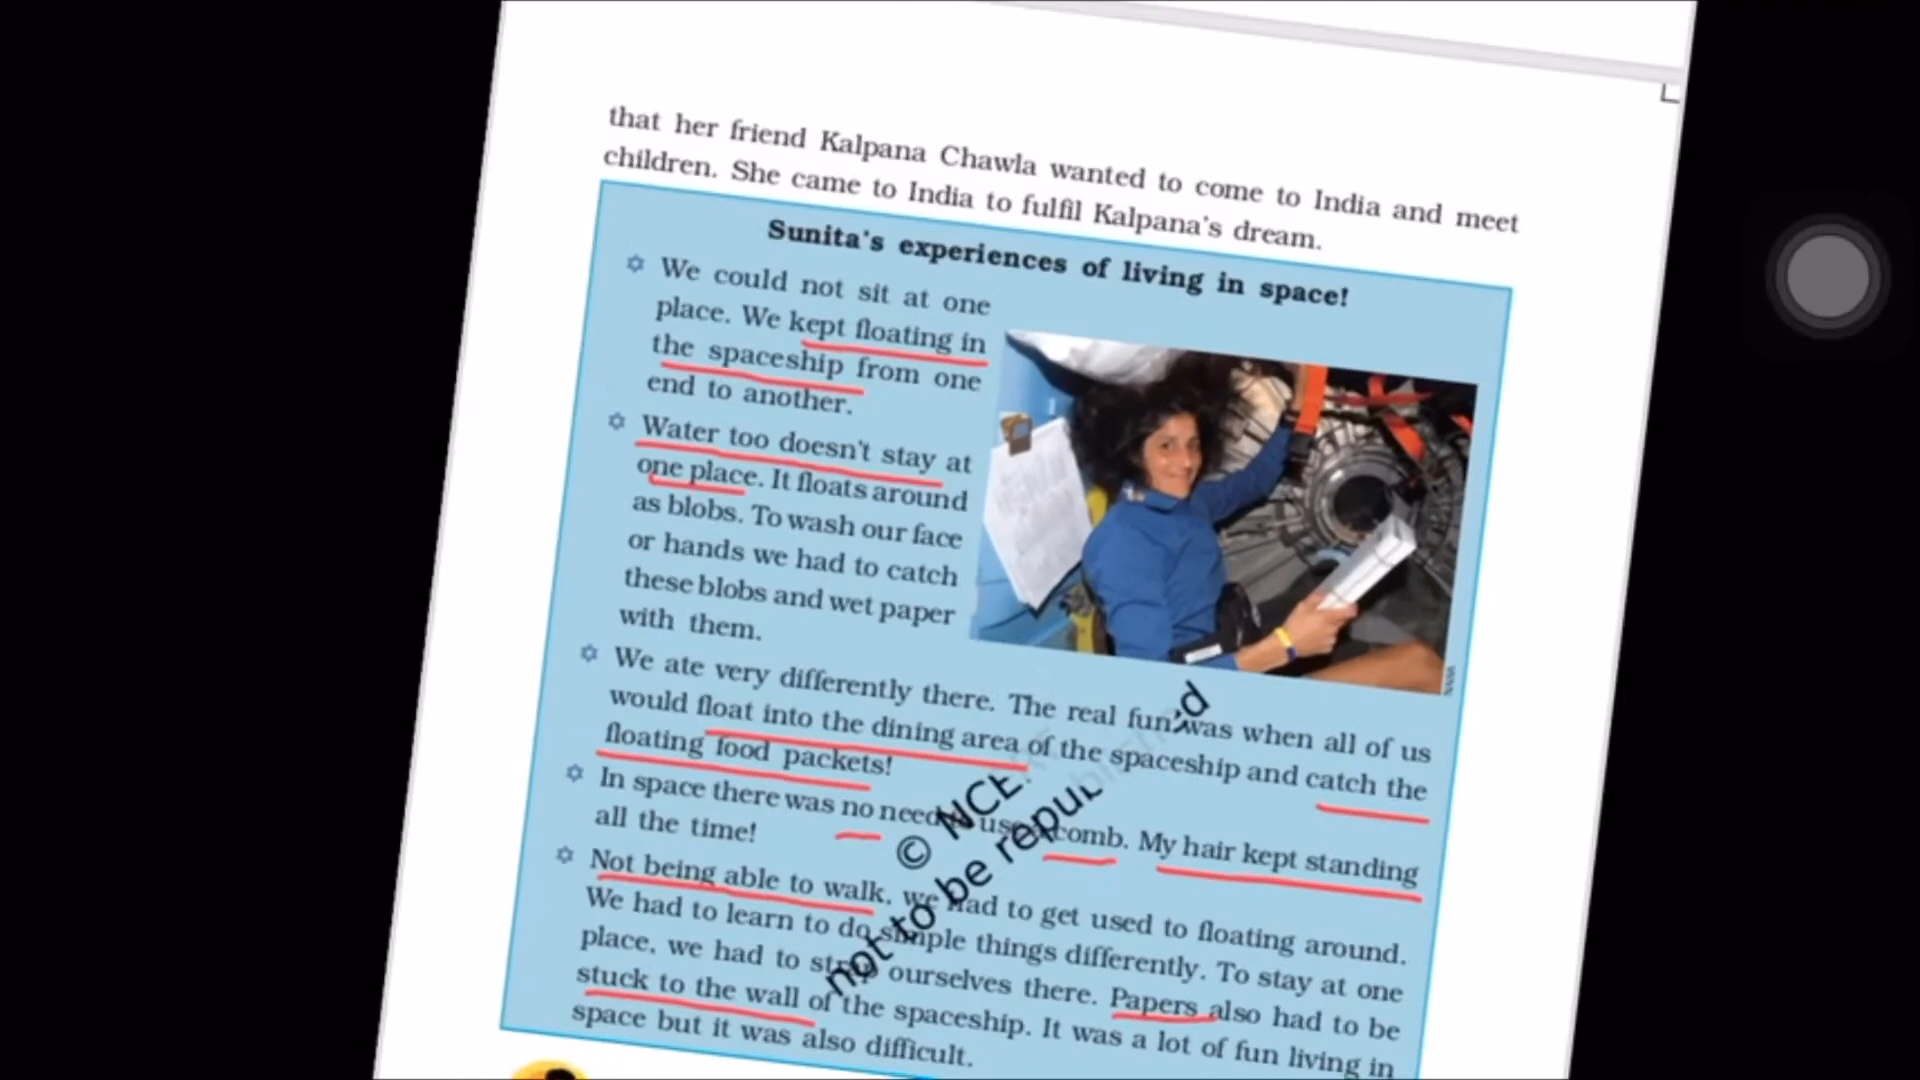 that her friend Kalpana Chawla wanted to come to India and meet
children. She came to India to fulfil Kalpana's dream.
Sunita's experiences of living in space!
We could not sit at one
place. We kept floating in
the spaceship from one
end to another.
Water too doesn't stay at
one place. It floats around
as blobs. To wash our face
or hands we had to catch
these blobs and wet paper
with them.
We ate very differently there. The real fun was when all of us
would float into the dining area of the spaceship and catch the
floating food packets!
In space there was no need to use a comb. My hair kept standing
all the time!
Not being able to walk, we had to get used to floating around.
We had to learn to do simple things differently. To stay at one
place, we had to strap ourselves there. Papers also had to be
stuck to the wall of the spaceship. It was a lot of fun living in
space but it was also difficult.
NASA
© NCE
not to be republished